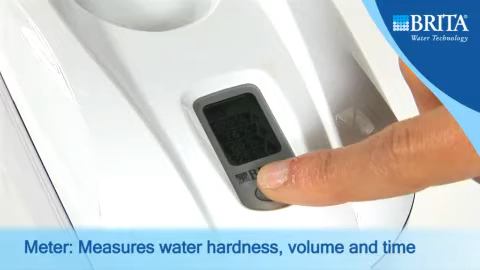 BRITA®
Water Technology
Meter: Measures water hardness, volume and time